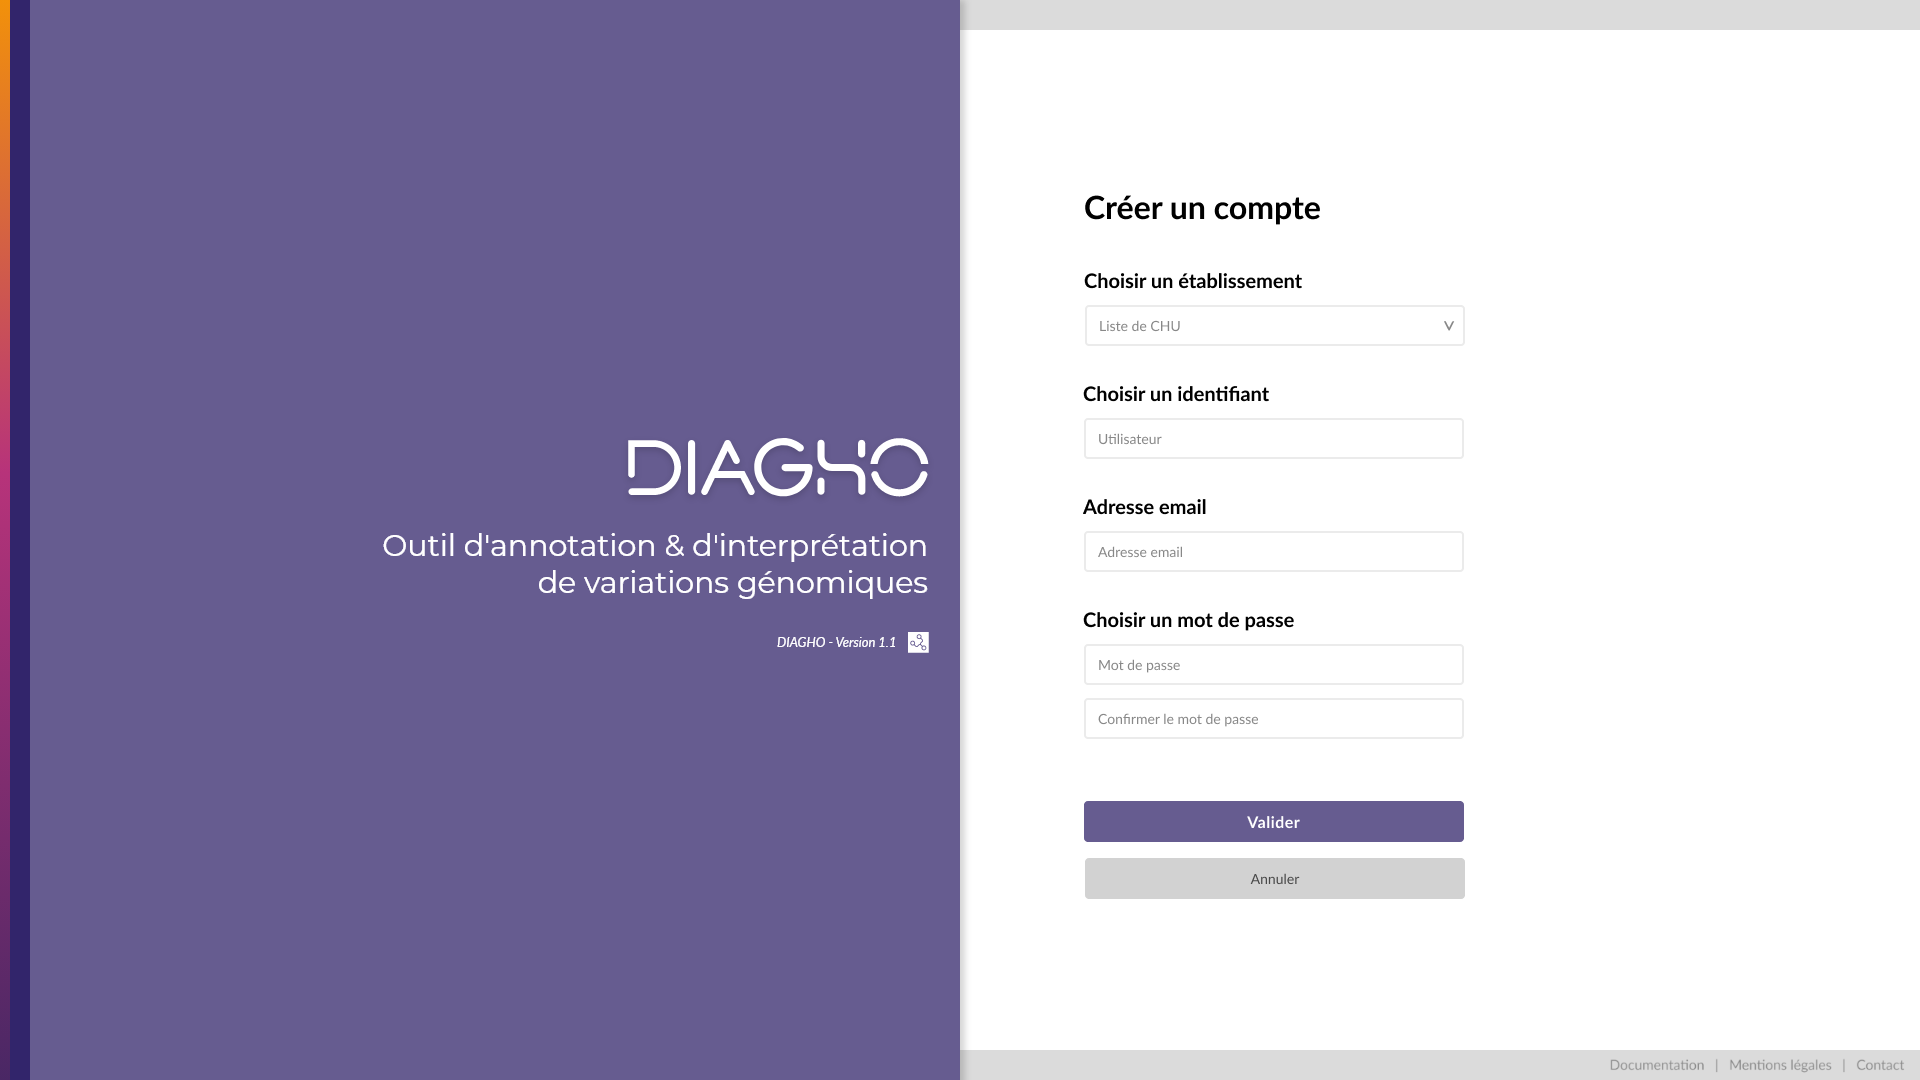 DIAGHO
Outil d'annotation & d'interprétation
de variations génomiques
DIAGHO - Version 1.1
Créer un compte
Choisir un établissement
Liste de CHU V
Choisir un identifiant
Utilisateur
Adresse email
Adresse email
Choisir un mot de passe
Mot de passe
Confirmer le mot de passe
Valider
Annuler
Documentation | Mentions légales | Contact